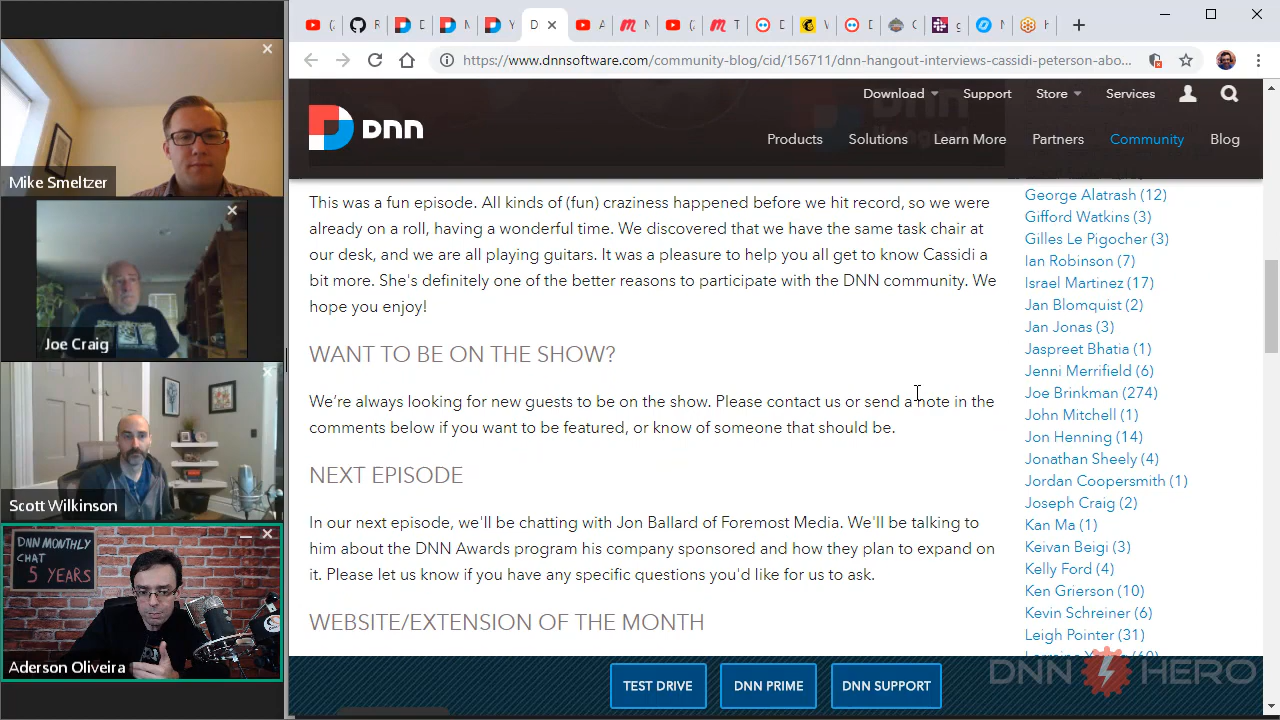 Mike Smeltzer
Joe Craig
Scott Wilkinson
DNN MONTHLY
CHAT
5 YEARS
Aderson Oliveira
https://www.dnnsoftware.com/community-blog/cid/156711/dnn-hangout-interviews-cassidi-peterson-abo...
Download
Support
Store
Services
dnn
Products
Solutions
Learn More
Partners
Community
Blog
This was a fun episode. All kinds of (fun) craziness happened before we hit record, so we were
already on a roll, having a wonderful time. We discovered that we have the same task chair at
our desk, and we are all playing guitars. It was a pleasure to help you all get to know Cassidi a
bit more. She's definitely one of the better reasons to participate with the DNN community. We
hope you enjoy!
WANT TO BE ON THE SHOW?
We're always looking for new guests to be on the show. Please contact us or send a note in the
comments below if you want to be featured, or know of someone that should be.
NEXT EPISODE
In our next episode, we'll be chatting with Jon Ballard of Foremost Media. We'll be talking to
him about the DNN Awards program his company sponsored and how they plan to expand on
it. Please let us know if you have any specific questions you'd like for us to ask.
WEBSITE/EXTENSION OF THE MONTH
George Alatrash (12)
Gifford Watkins (3)
Gilles Le Pigocher (3)
Ian Robinson (7)
Israel Martinez (17)
Jan Blomquist (2)
Jan Jonas (3)
Jaspreet Bhatia (1)
Jenni Merrifield (6)
Joe Brinkman (274)
John Mitchell (1)
Jon Henning (14)
Jonathan Sheely (4)
Jordan Coopersmith (1)
Joseph Craig (2)
Kan Ma (1)
Keivan Beigi (3)
Kelly Ford (4)
Ken Grierson (10)
Kevin Schreiner (6)
Leigh Pointer (31)
TEST DRIVE
DNN PRIME
DNN SUPPORT
DNN HERO